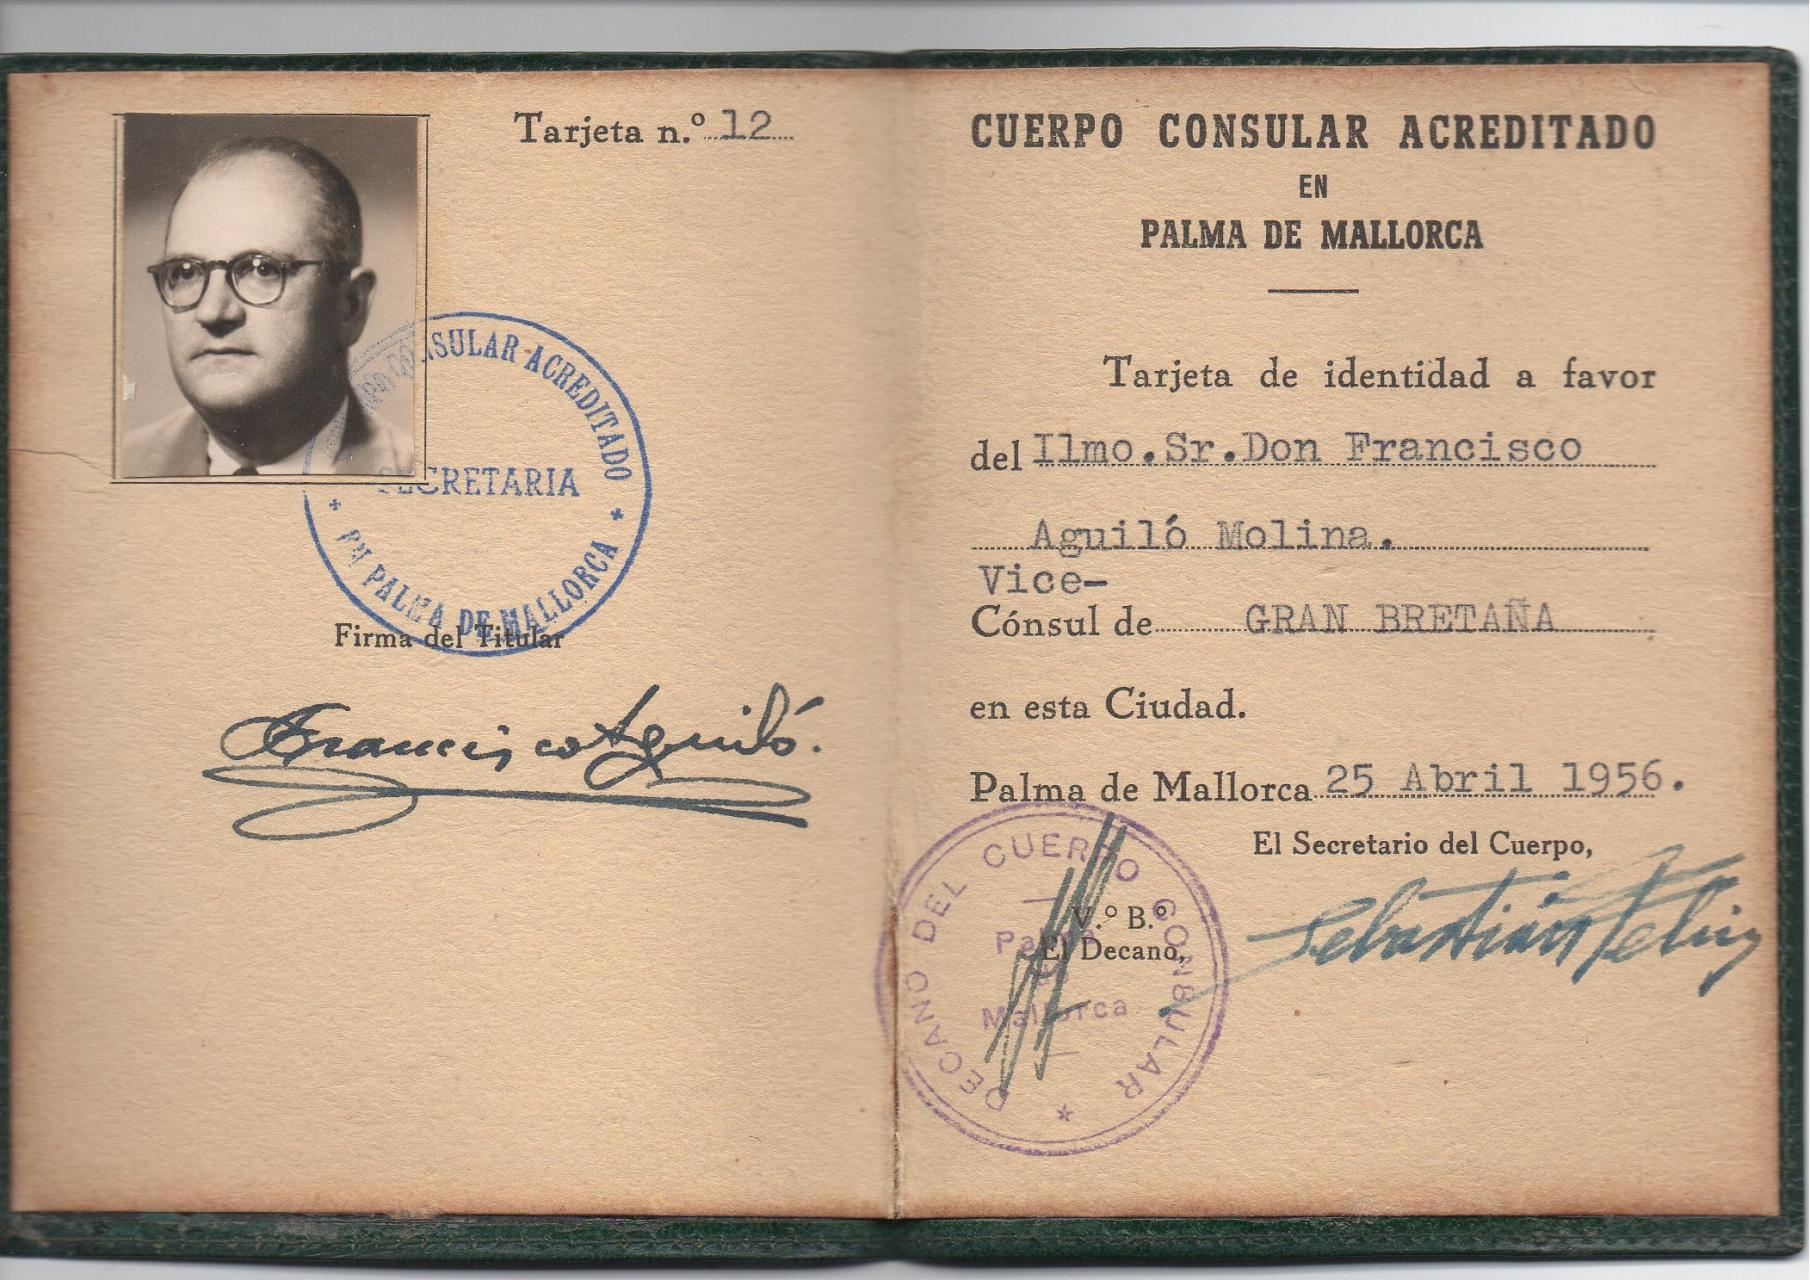 Tarjeta n.º 12
CUERPO CONSULAR ACREDITADO
SECRETARIA
EN PALMA DE MALLORCA
Firma del Titular
Francisco Aguiló.
CUERPO CONSULAR ACREDITADO
EN
PALMA DE MALLORCA
Tarjeta de identidad a favor
del Ilmo.Sr.Don Francisco
Aguiló Molina.
Vice-
Cónsul de GRAN BRETAÑA
en esta Ciudad.
Palma de Mallorca 25 Abril 1956.
El Secretario del Cuerpo,
Sebastián
V.º B.º
El Decano,
DECANO DEL CUERPO CONSULAR
Palma
de
Mallorca